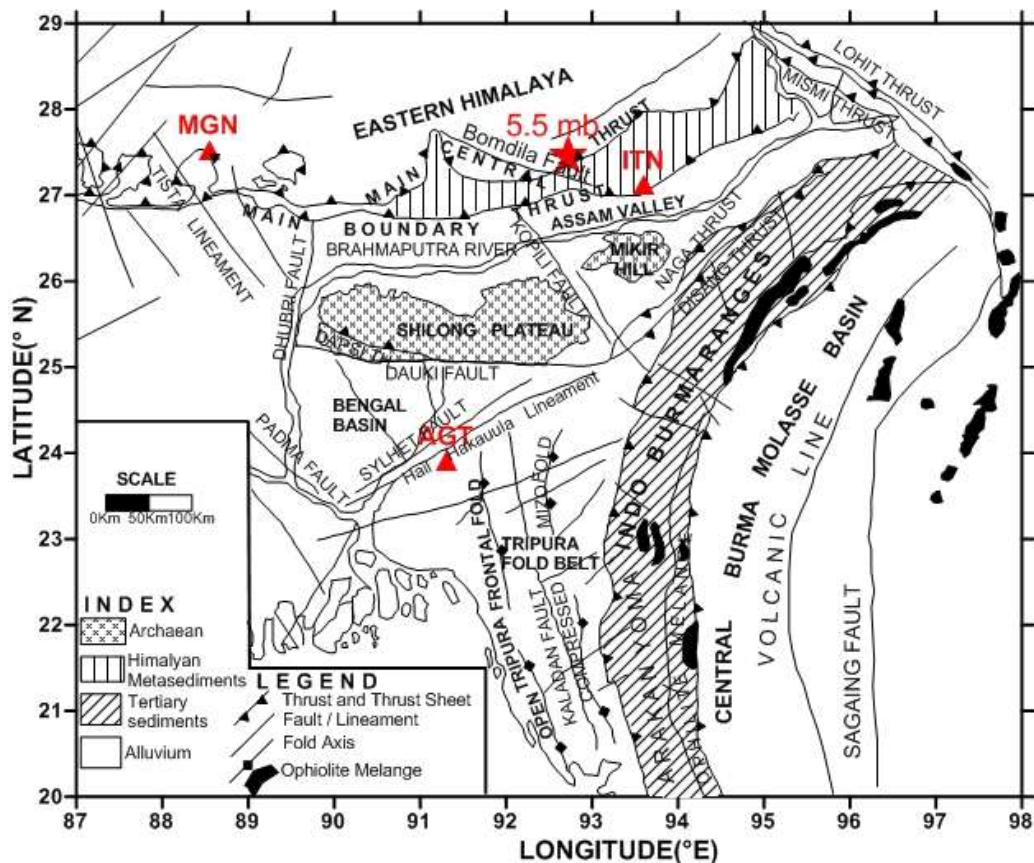 29
28
27
26
25
24
23
22
21
20
LATITUDE(° N)
87 88 89 90 91 92 93 94 95 96 97 98
LONGITUDE(°E)
LOHIT THRUST
MISMI THRUST
EASTERN HIMALAYA
MGN
5.5 mb
ITN
Bomdila Fault
MAIN CENTRAL THRUST
MAIN BOUNDARY THRUST
TISTA LINEAMENT
ASSAM VALLEY
BRAHMAPUTRA RIVER
KOPILI FAULT
MIKIR HILL
NAGA THRUST
DISANG THRUST
DHUBRI FAULT
SHILONG PLATEAU
DAPSI TH
DAUKI FAULT
BENGAL BASIN
SYLHET FAULT
Hail Hakauula Lineament
AGT
PADMA FAULT
INDO BURMA RANGES
CENTRAL BURMA MOLASSE BASIN
VOLCANIC LINE
SAGAING FAULT
MIZO FOLD
TRIPURA FOLD BELT
OPEN TRIPURA FRONTAL FOLD
KALADAN FAULT
COMPRESSED
ARAKAN YOMA
SCALE
0Km 50Km100Km
INDEX
Archaean
Himalyan
Metasediments
Tertiary
sediments
Alluvium
LEGEND
Thrust and Thrust Sheet
Fault / Lineament
Fold Axis
Ophiolite Melange